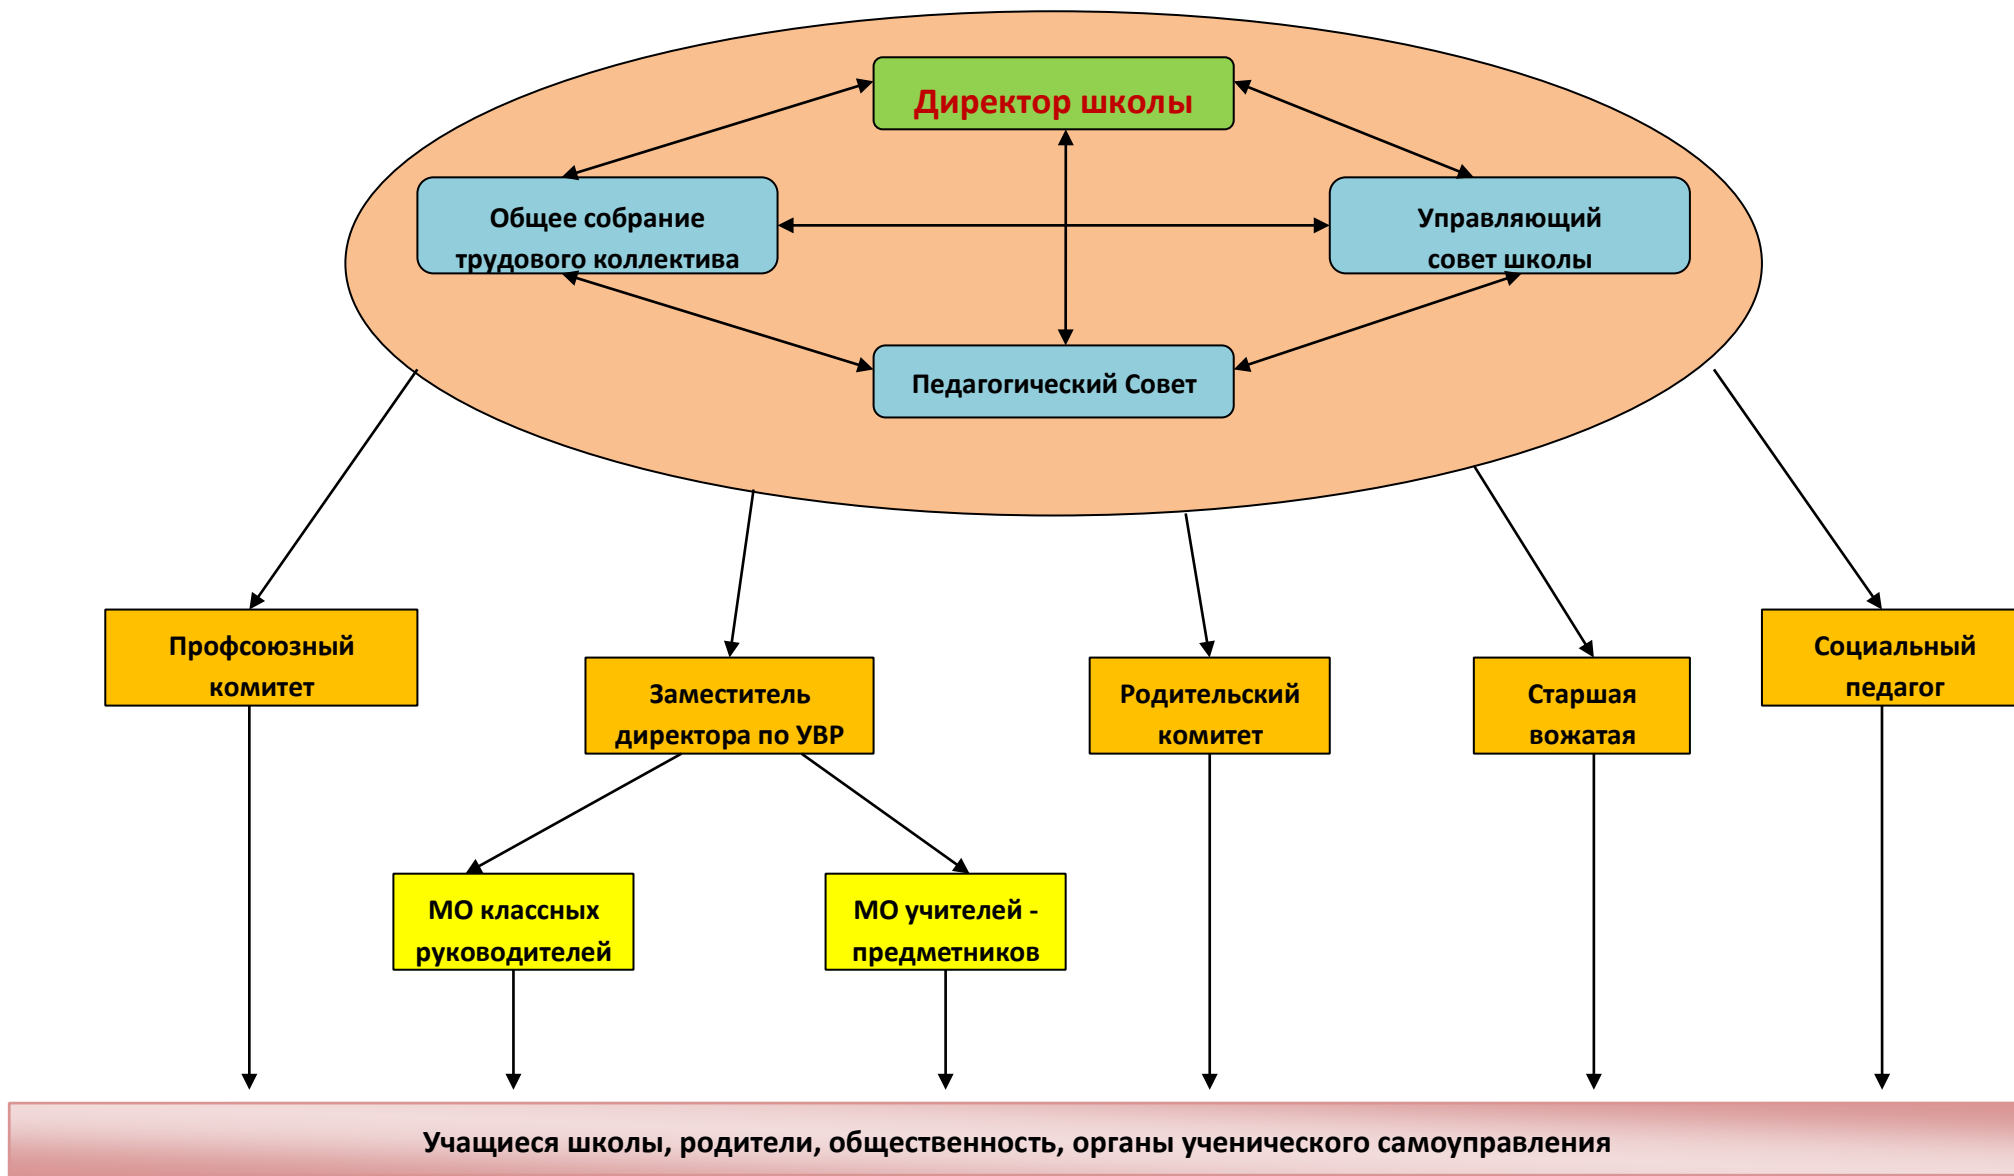 Директор школы
Общее собрание
трудового коллектива
Управляющий
совет школы
Педагогический Совет
Профсоюзный
комитет
Заместитель
директора по УВР
Родительский
комитет
Старшая
вожатая
Социальный
педагог
МО классных
руководителей
МО учителей -
предметников
Учащиеся школы, родители, общественность, органы ученического самоуправления